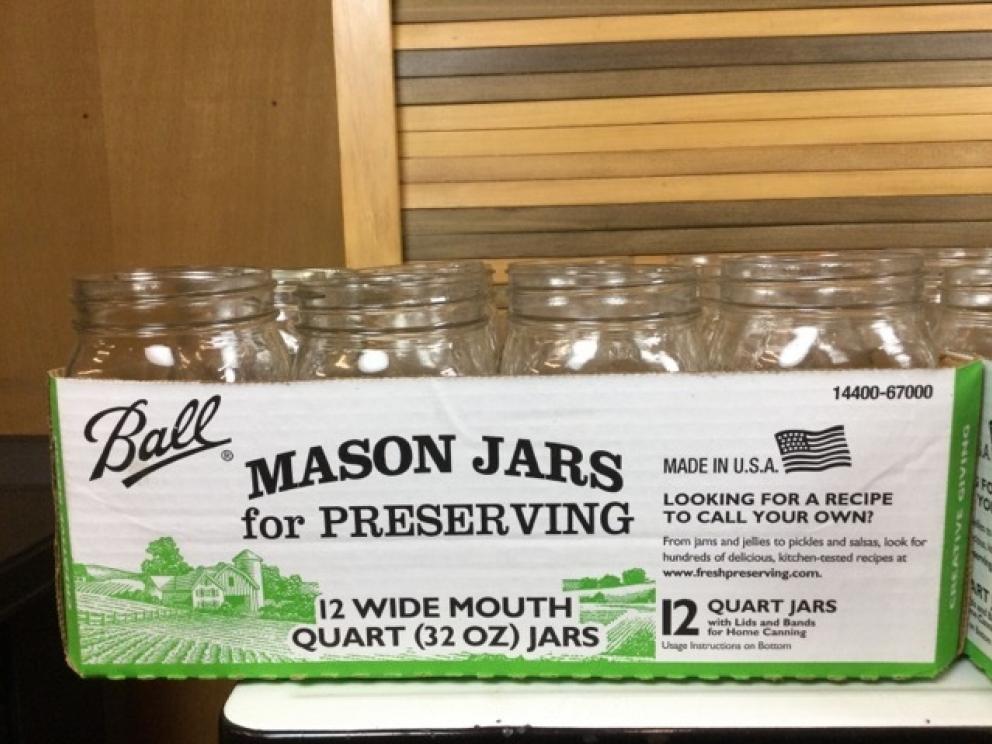 14400-67000
Ball®
MASON JARS
for PRESERVING
12 WIDE MOUTH
QUART (32 OZ) JARS
MADE IN U.S.A.
LOOKING FOR A RECIPE
TO CALL YOUR OWN?
From jams and jellies to pickles and salsas, look for
hundreds of delicious, kitchen-tested recipes at
www.freshpreserving.com.
12 QUART JARS
with Lids and Bands
for Home Canning
Usage Instructions on Bottom
CREATIVE GIVING